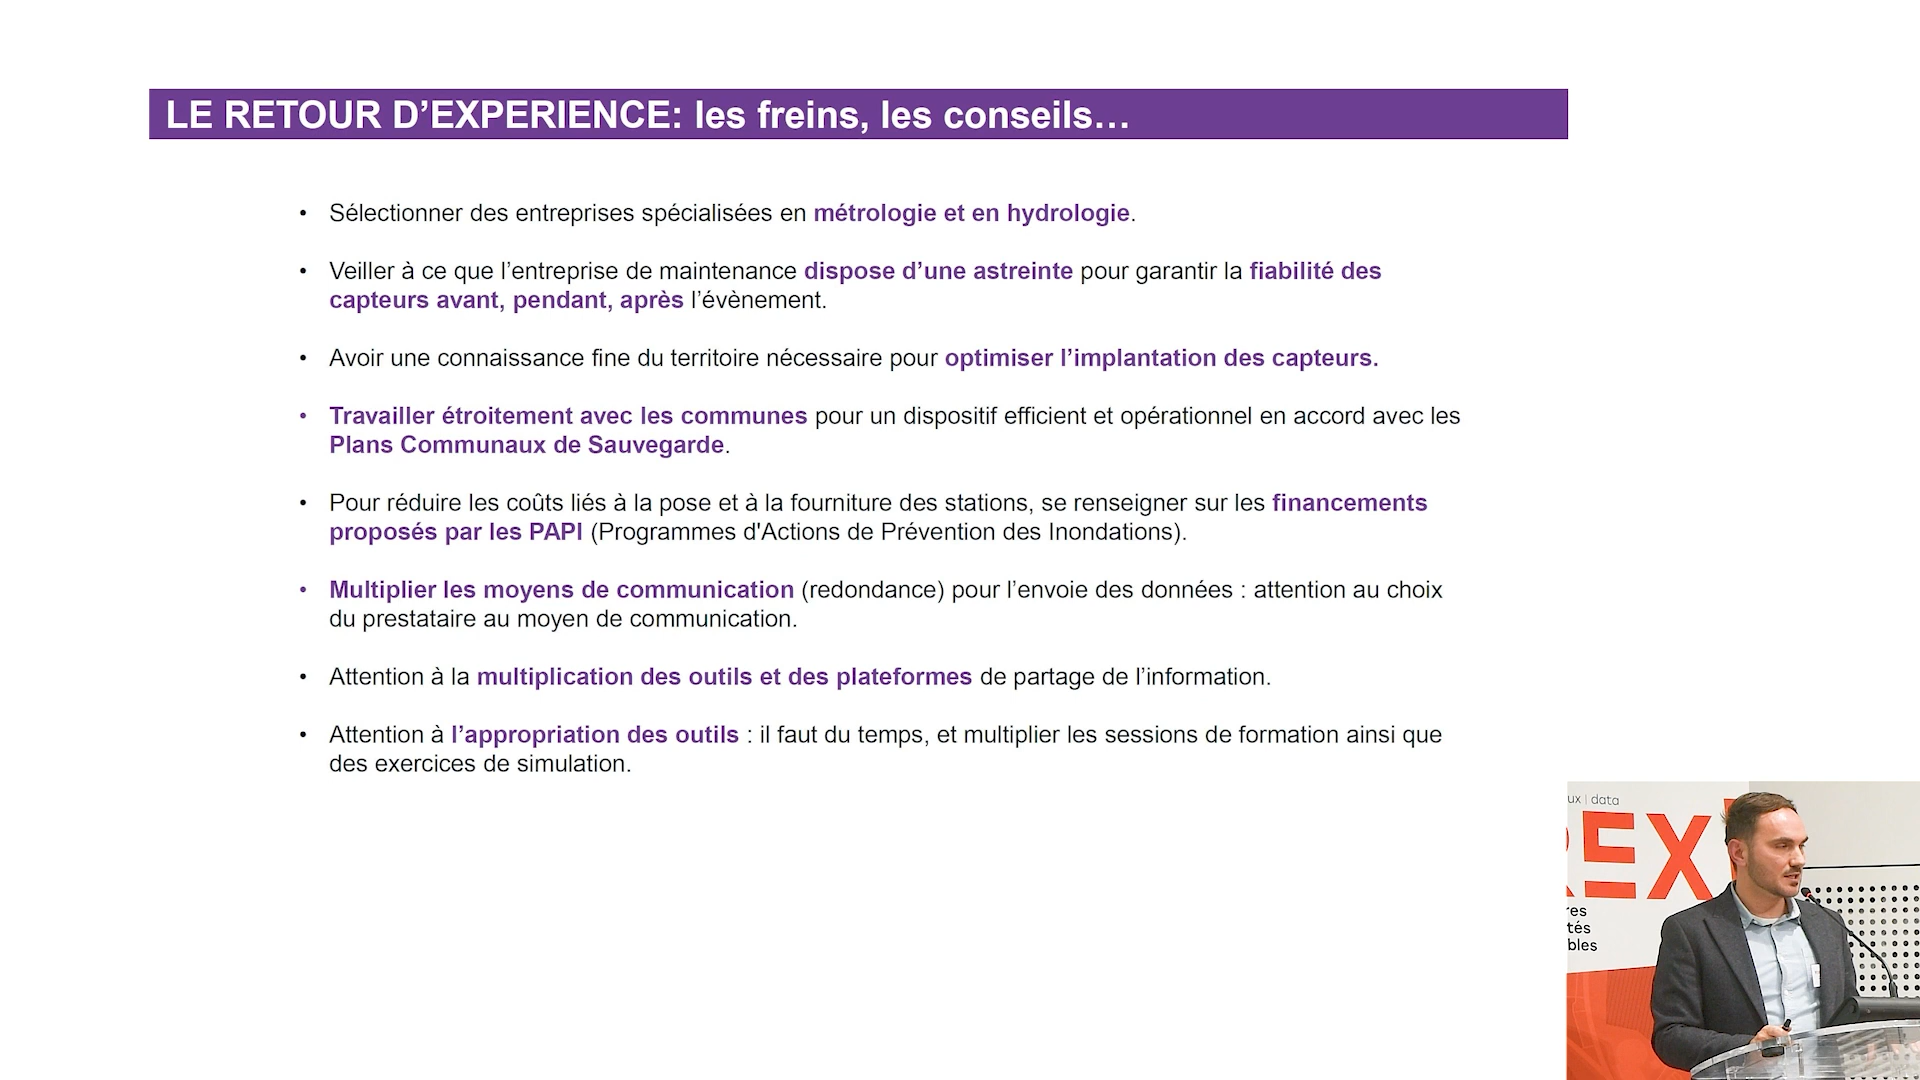 LE RETOUR D’EXPERIENCE: les freins, les conseils…
• Sélectionner des entreprises spécialisées en métrologie et en hydrologie.
• Veiller à ce que l’entreprise de maintenance dispose d’une astreinte pour garantir la fiabilité des
capteurs avant, pendant, après l’évènement.
• Avoir une connaissance fine du territoire nécessaire pour optimiser l’implantation des capteurs.
• Travailler étroitement avec les communes pour un dispositif efficient et opérationnel en accord avec les
Plans Communaux de Sauvegarde.
• Pour réduire les coûts liés à la pose et à la fourniture des stations, se renseigner sur les financements
proposés par les PAPI (Programmes d'Actions de Prévention des Inondations).
• Multiplier les moyens de communication (redondance) pour l’envoie des données : attention au choix
du prestataire au moyen de communication.
• Attention à la multiplication des outils et des plateformes de partage de l’information.
• Attention à l’appropriation des outils : il faut du temps, et multiplier les sessions de formation ainsi que
des exercices de simulation.
ux | data
REX
res
tés
bles